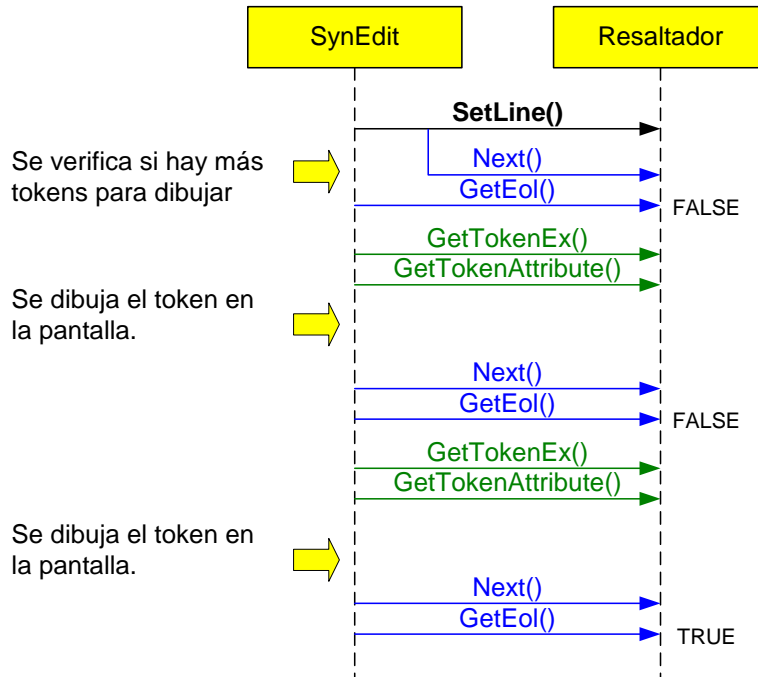 SynEdit
Resaltador
SetLine()
Se verifica si hay más
tokens para dibujar
Next()
GetEol()
FALSE
GetTokenEx()
GetTokenAttribute()
Se dibuja el token en
la pantalla.
Next()
GetEol()
FALSE
GetTokenEx()
GetTokenAttribute()
Se dibuja el token en
la pantalla.
Next()
GetEol()
TRUE